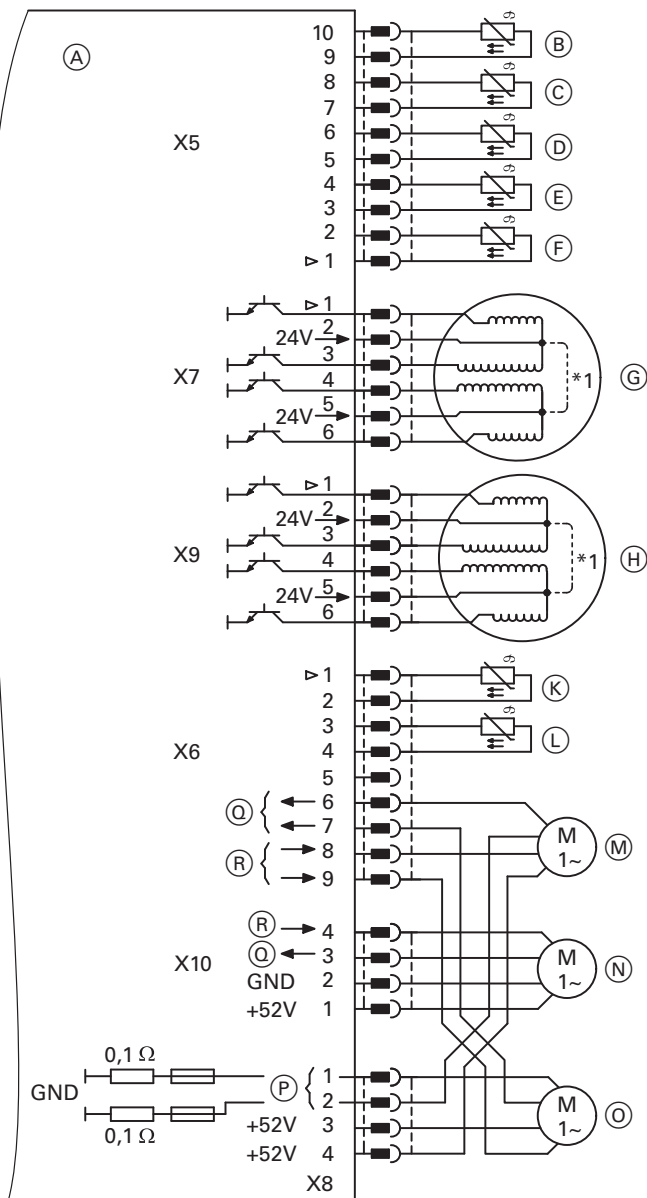 10
9
8
7
6
5
4
3
2
1
A
X5
B
C
D
E
F
1
24V 2
3
4
24V 5
6
X7
*1
G
1
24V 2
3
4
24V 5
6
X9
*1
H
1
2
3
4
5
6
7
8
9
X6
K
L
Q
R
M
1~
M
R 4
Q 3
GND 2
+52V 1
X10
M
1~
N
0,1 Ω
GND
0,1 Ω
P
1
2
+52V 3
+52V 4
X8
M
1~
O
ϑ
ϑ
ϑ
ϑ
ϑ
ϑ
ϑ